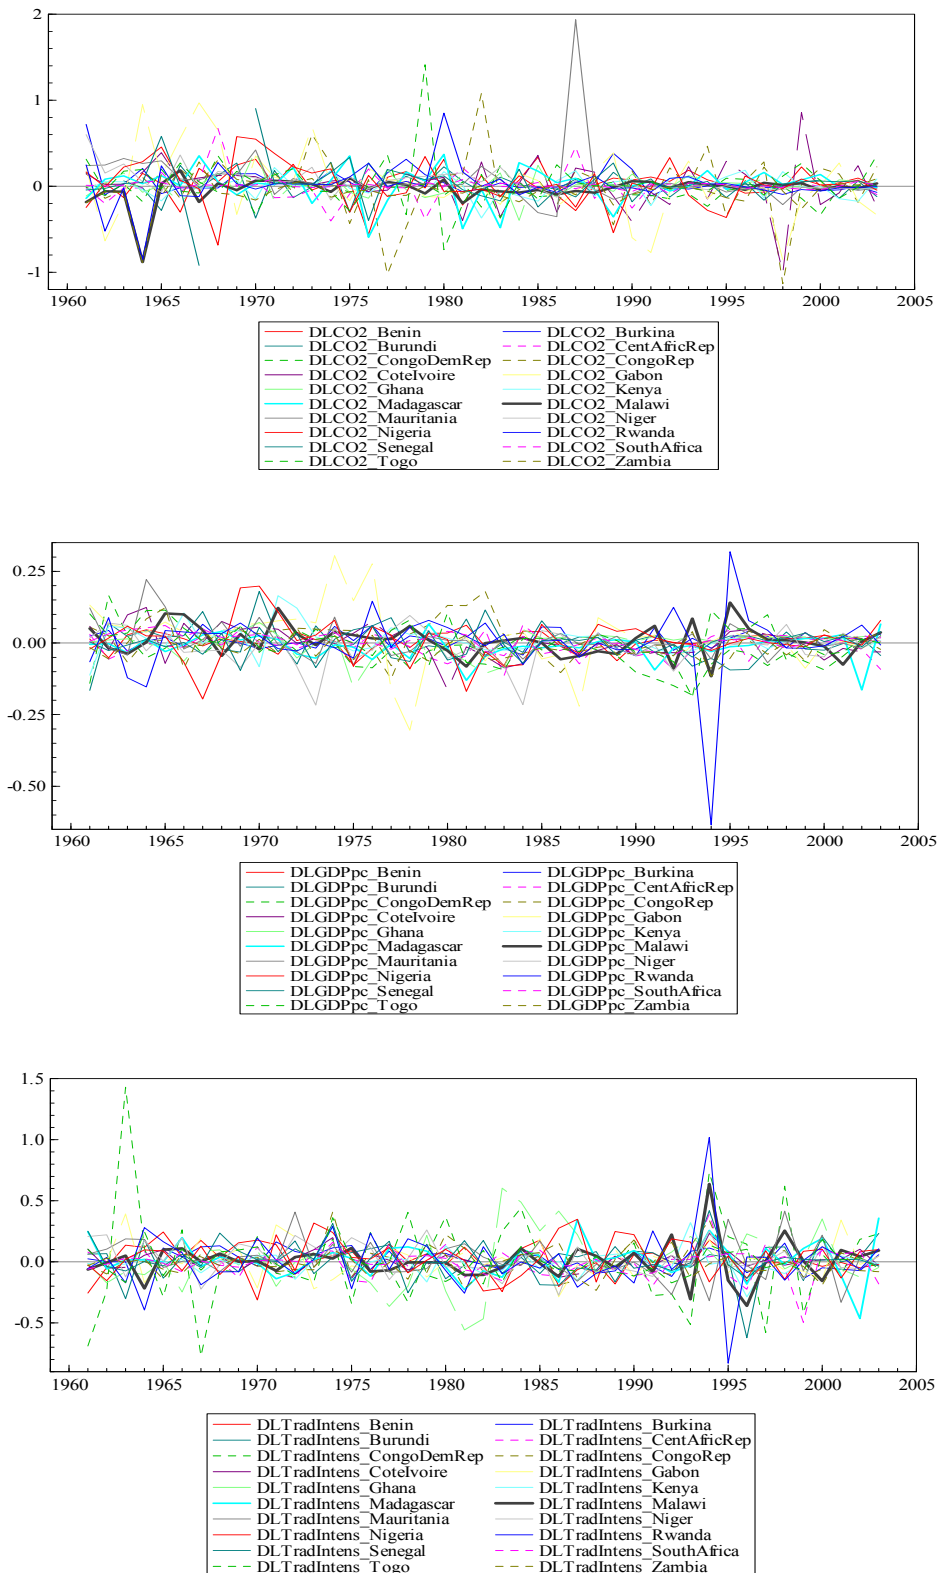 2
1
0
-1
1960 1965 1970 1975 1980 1985 1990 1995 2000 2005
DLCO2_Benin DLCO2_Burkina
DLCO2_Burundi DLCO2_CentAfricRep
DLCO2_CongoDemRep DLCO2_CongoRep
DLCO2_CoteIvoire DLCO2_Gabon
DLCO2_Ghana DLCO2_Kenya
DLCO2_Madagascar DLCO2_Malawi
DLCO2_Mauritania DLCO2_Niger
DLCO2_Nigeria DLCO2_Rwanda
DLCO2_Senegal DLCO2_SouthAfrica
DLCO2_Togo DLCO2_Zambia
0.25
0.00
-0.25
-0.50
1960 1965 1970 1975 1980 1985 1990 1995 2000 2005
DLGDPpc_Benin DLGDPpc_Burkina
DLGDPpc_Burundi DLGDPpc_CentAfricRep
DLGDPpc_CongoDemRep DLGDPpc_CongoRep
DLGDPpc_CoteIvoire DLGDPpc_Gabon
DLGDPpc_Ghana DLGDPpc_Kenya
DLGDPpc_Madagascar DLGDPpc_Malawi
DLGDPpc_Mauritania DLGDPpc_Niger
DLGDPpc_Nigeria DLGDPpc_Rwanda
DLGDPpc_Senegal DLGDPpc_SouthAfrica
DLGDPpc_Togo DLGDPpc_Zambia
1.5
1.0
0.5
0.0
-0.5
1960 1965 1970 1975 1980 1985 1990 1995 2000 2005
DLTradIntens_Benin DLTradIntens_Burkina
DLTradIntens_Burundi DLTradIntens_CentAfricRep
DLTradIntens_CongoDemRep DLTradIntens_CongoRep
DLTradIntens_CoteIvoire DLTradIntens_Gabon
DLTradIntens_Ghana DLTradIntens_Kenya
DLTradIntens_Madagascar DLTradIntens_Malawi
DLTradIntens_Mauritania DLTradIntens_Niger
DLTradIntens_Nigeria DLTradIntens_Rwanda
DLTradIntens_Senegal DLTradIntens_SouthAfrica
DLTradIntens_Togo DLTradIntens_Zambia